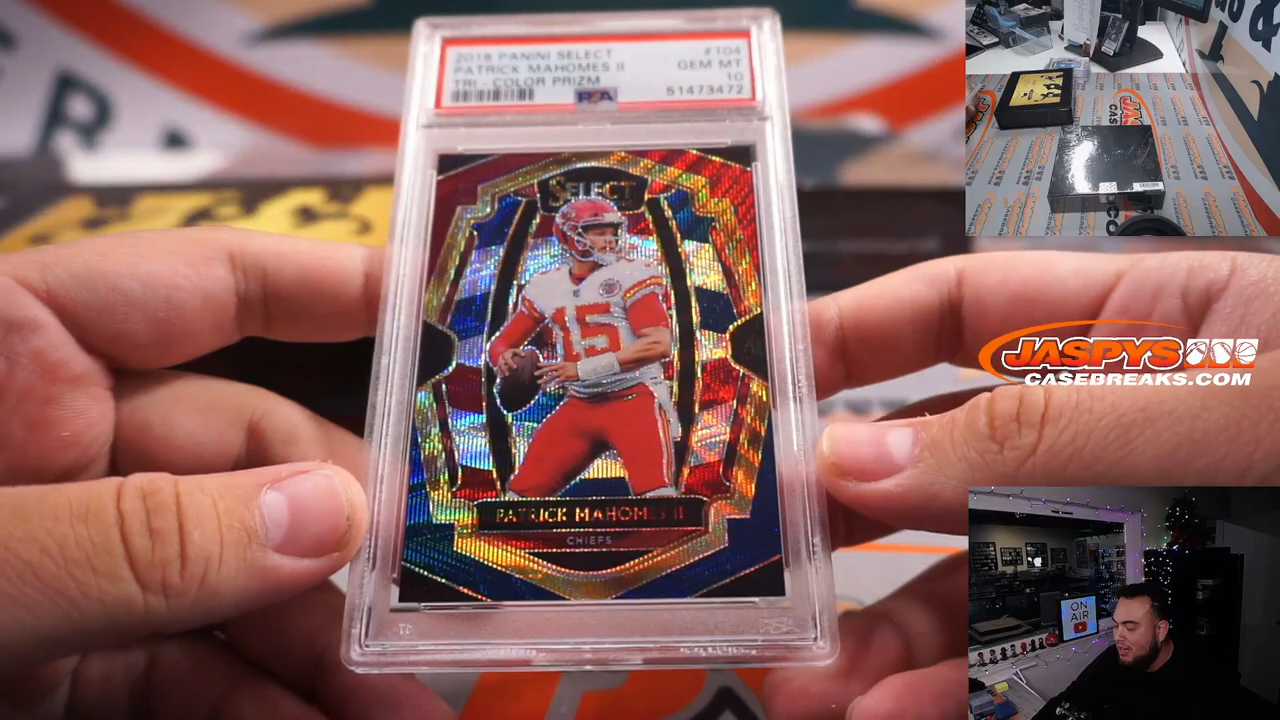 2018 PANINI SELECT #104
PATRICK MAHOMES II GEM MT
TRI - COLOR PRIZM 10
PSA 51473472
SELECT
15
PATRICK MAHOMES II
CHIEFS
JASPYS
CASEBREAKS.COM
ON
AIR